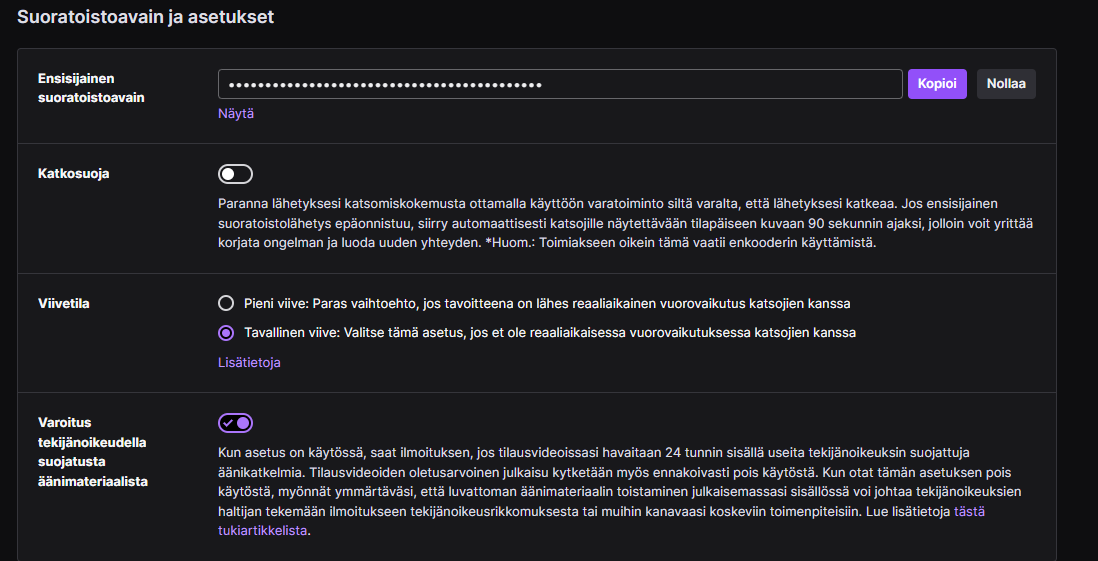 Suoratoistoavain ja asetukset
Ensisijainen
suoratoistoavain
••••••••••••••••••••••••••••••••••••••••••••
Kopioi
Nollaa
Näytä
Katkosuoja
Paranna lähetyksesi katsomiskokemusta ottamalla käyttöön varatoiminto siltä varalta, että lähetyksesi katkeaa. Jos ensisijainen
suoratoistolähetys epäonnistuu, siirry automaattisesti katsojille näytettävään tilapäiseen kuvaan 90 sekunnin ajaksi, jolloin voit yrittää
korjata ongelman ja luoda uuden yhteyden. *Huom.: Toimiakseen oikein tämä vaatii enkooderin käyttämistä.
Viivetila
Pieni viive: Paras vaihtoehto, jos tavoitteena on lähes reaaliaikainen vuorovaikutus katsojien kanssa
Tavallinen viive: Valitse tämä asetus, jos et ole reaaliaikaisessa vuorovaikutuksessa katsojien kanssa
Lisätietoja
Varoitus
tekijänoikeudella
suojatusta
äänimateriaalista
Kun asetus on käytössä, saat ilmoituksen, jos tilausvideoissasi havaitaan 24 tunnin sisällä useita tekijänoikeuksin suojattuja
äänikatkelmia. Tilausvideoiden oletusarvoinen julkaisu kytketään myös ennakoivasti pois käytöstä. Kun otat tämän asetuksen pois
käytöstä, myönnät ymmärtäväsi, että luvattoman äänimateriaalin toistaminen julkaisemassasi sisällössä voi johtaa tekijänoikeuksien
haltijan tekemään ilmoitukseen tekijänoikeusrikkomuksesta tai muihin kanavaasi koskeviin toimenpiteisiin. Lue lisätietoja tästä
tukiartikkelista.